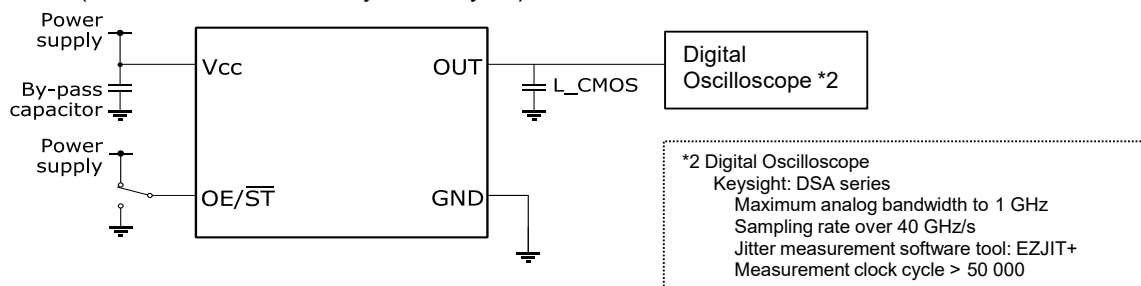 Power
supply
Vcc
By-pass
capacitor
OUT
L_CMOS
Digital
Oscilloscope *2
Power
supply
OE/S̅T̅
GND
*2 Digital Oscilloscope
Keysight: DSA series
Maximum analog bandwidth to 1 GHz
Sampling rate over 40 GHz/s
Jitter measurement software tool: EZJIT+
Measurement clock cycle > 50 000